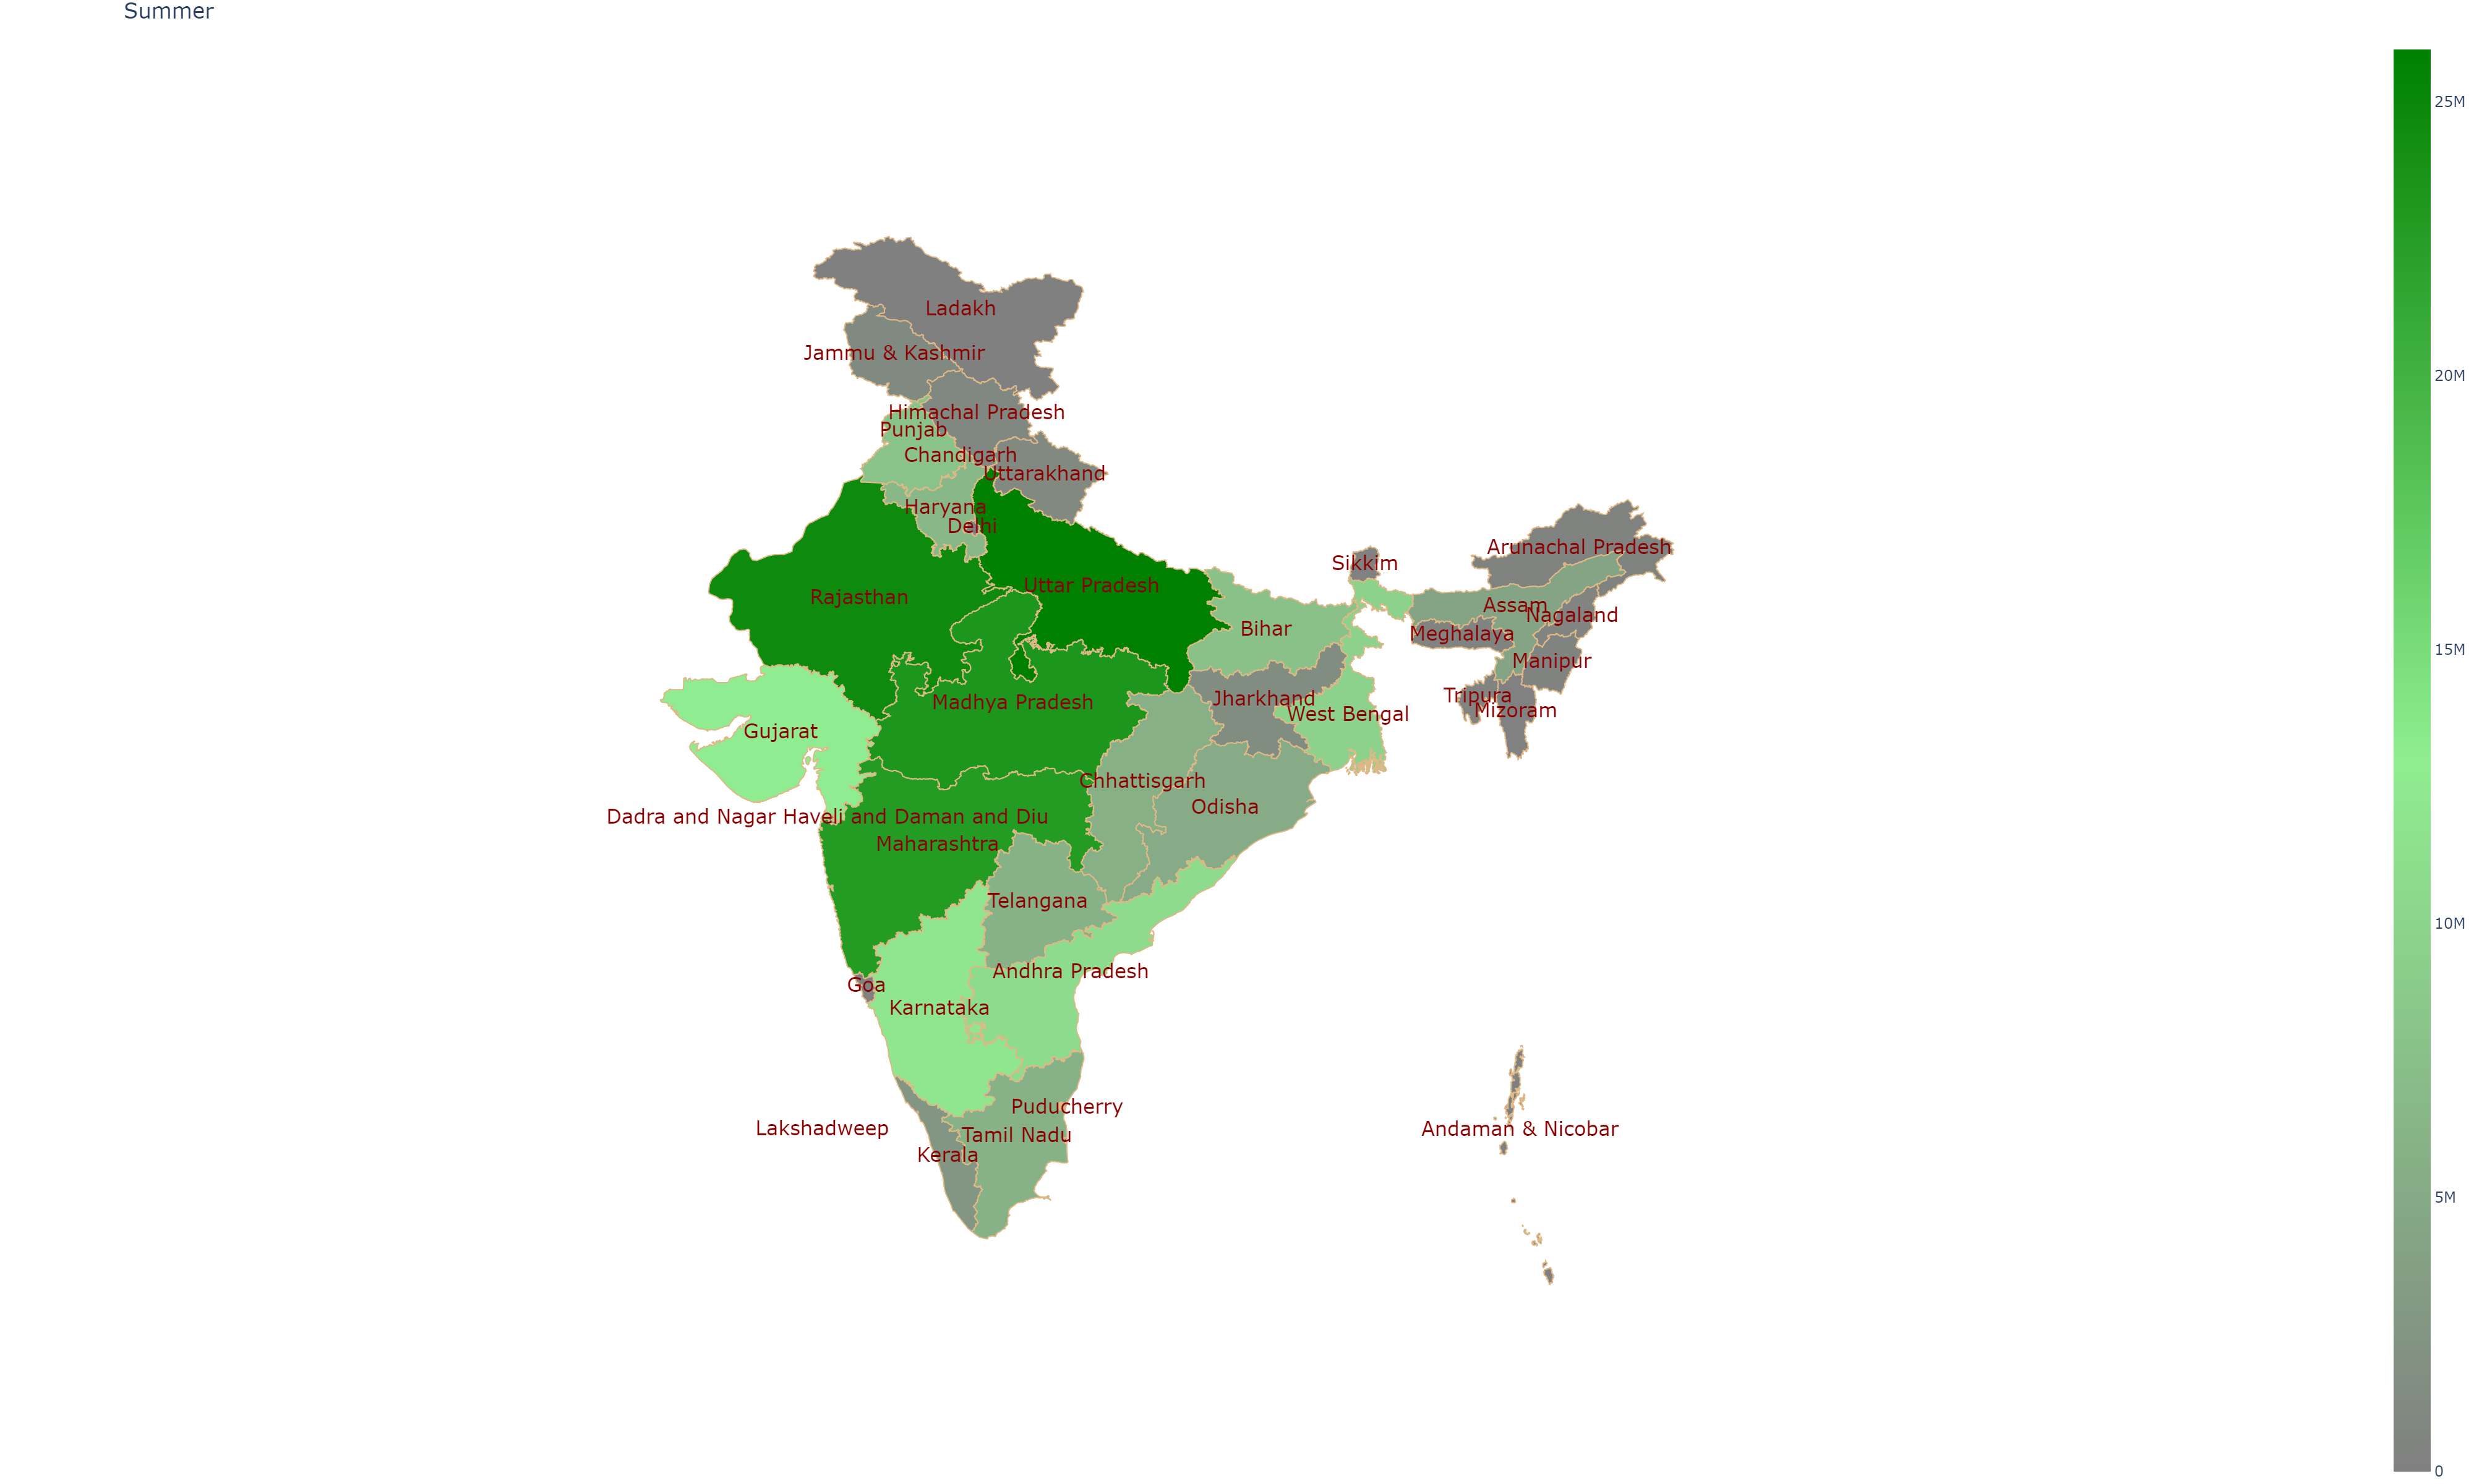 Summer
Ladakh
Jammu & Kashmir
Himachal Pradesh
Punjab
Chandigarh
Uttarakhand
Haryana
Delhi
Rajasthan
Uttar Pradesh
Sikkim
Arunachal Pradesh
Assam
Nagaland
Bihar
Meghalaya
Manipur
Madhya Pradesh
Jharkhand
Tripura
Mizoram
West Bengal
Gujarat
Chhattisgarh
Odisha
Dadra and Nagar Haveli and Daman and Diu
Maharashtra
Telangana
Andhra Pradesh
Goa
Karnataka
Puducherry
Lakshadweep
Tamil Nadu
Kerala
Andaman & Nicobar
25M
20M
15M
10M
5M
0